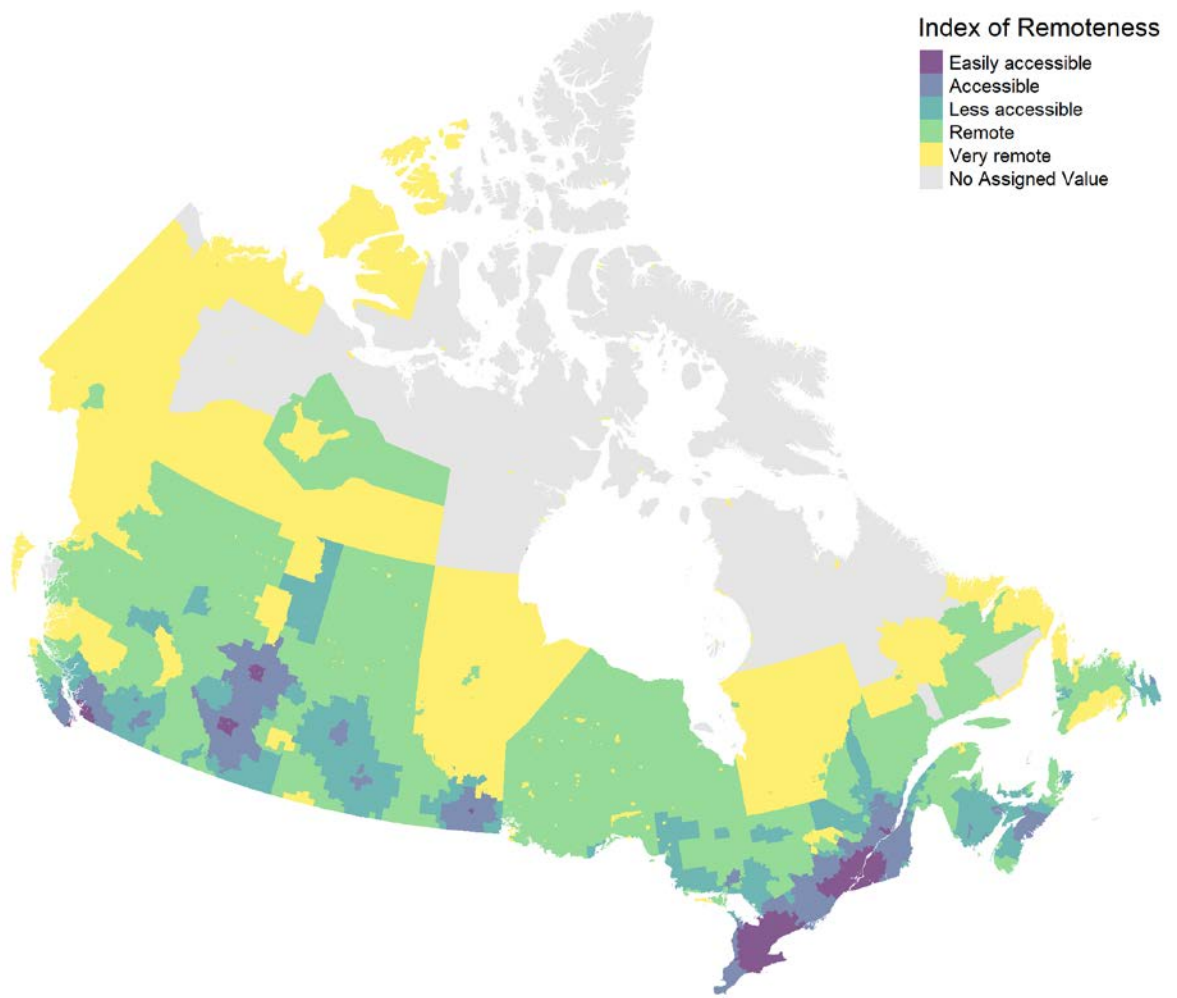 Index of Remoteness
Easily accessible
Accessible
Less accessible
Remote
Very remote
No Assigned Value